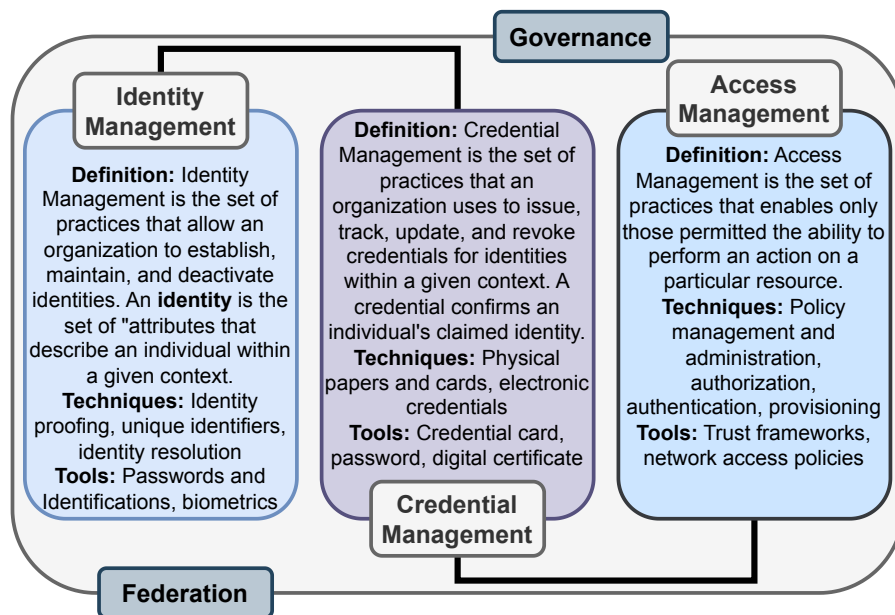 Governance
Identity
Management
Definition: Identity
Management is the set of
practices that allow an
organization to establish,
maintain, and deactivate
identities. An identity is the
set of "attributes that
describe an individual within
a given context.
Techniques: Identity
proofing, unique identifiers,
identity resolution
Tools: Passwords and
Identifications, biometrics
Definition: Credential
Management is the set of
practices that an
organization uses to issue,
track, update, and revoke
credentials for identities
within a given context. A
credential confirms an
individual's claimed identity.
Techniques: Physical
papers and cards, electronic
credentials
Tools: Credential card,
password, digital certificate
Credential
Management
Access
Management
Definition: Access
Management is the set of
practices that enables only
those permitted the ability to
perform an action on a
particular resource.
Techniques: Policy
management and
administration,
authorization,
authentication, provisioning
Tools: Trust frameworks,
network access policies
Federation